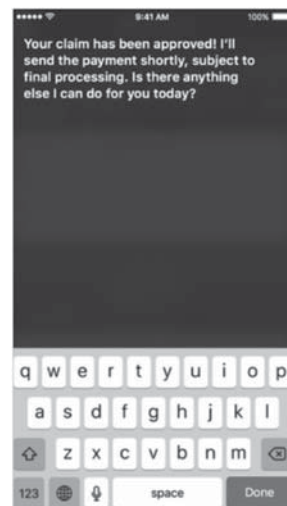 9:41 AM 100%
Your claim has been approved! I'll
send the payment shortly, subject to
final processing. Is there anything
else I can do for you today?
q w e r t y u i o p
a s d f g h j k l
z x c v b n m
123 space Done